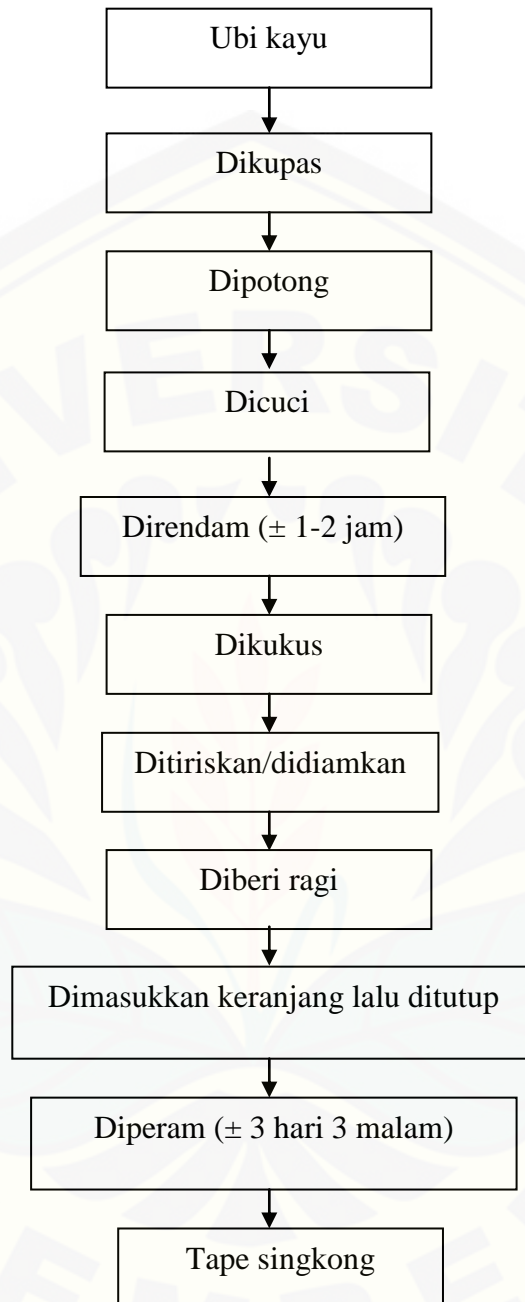 Ubi kayu
Dikupas
Dipotong
Dicuci
Direndam (± 1-2 jam)
Dikukus
Ditiriskan/didiamkan
Diberi ragi
Dimasukkan keranjang lalu ditutup
Diperam (± 3 hari 3 malam)
Tape singkong